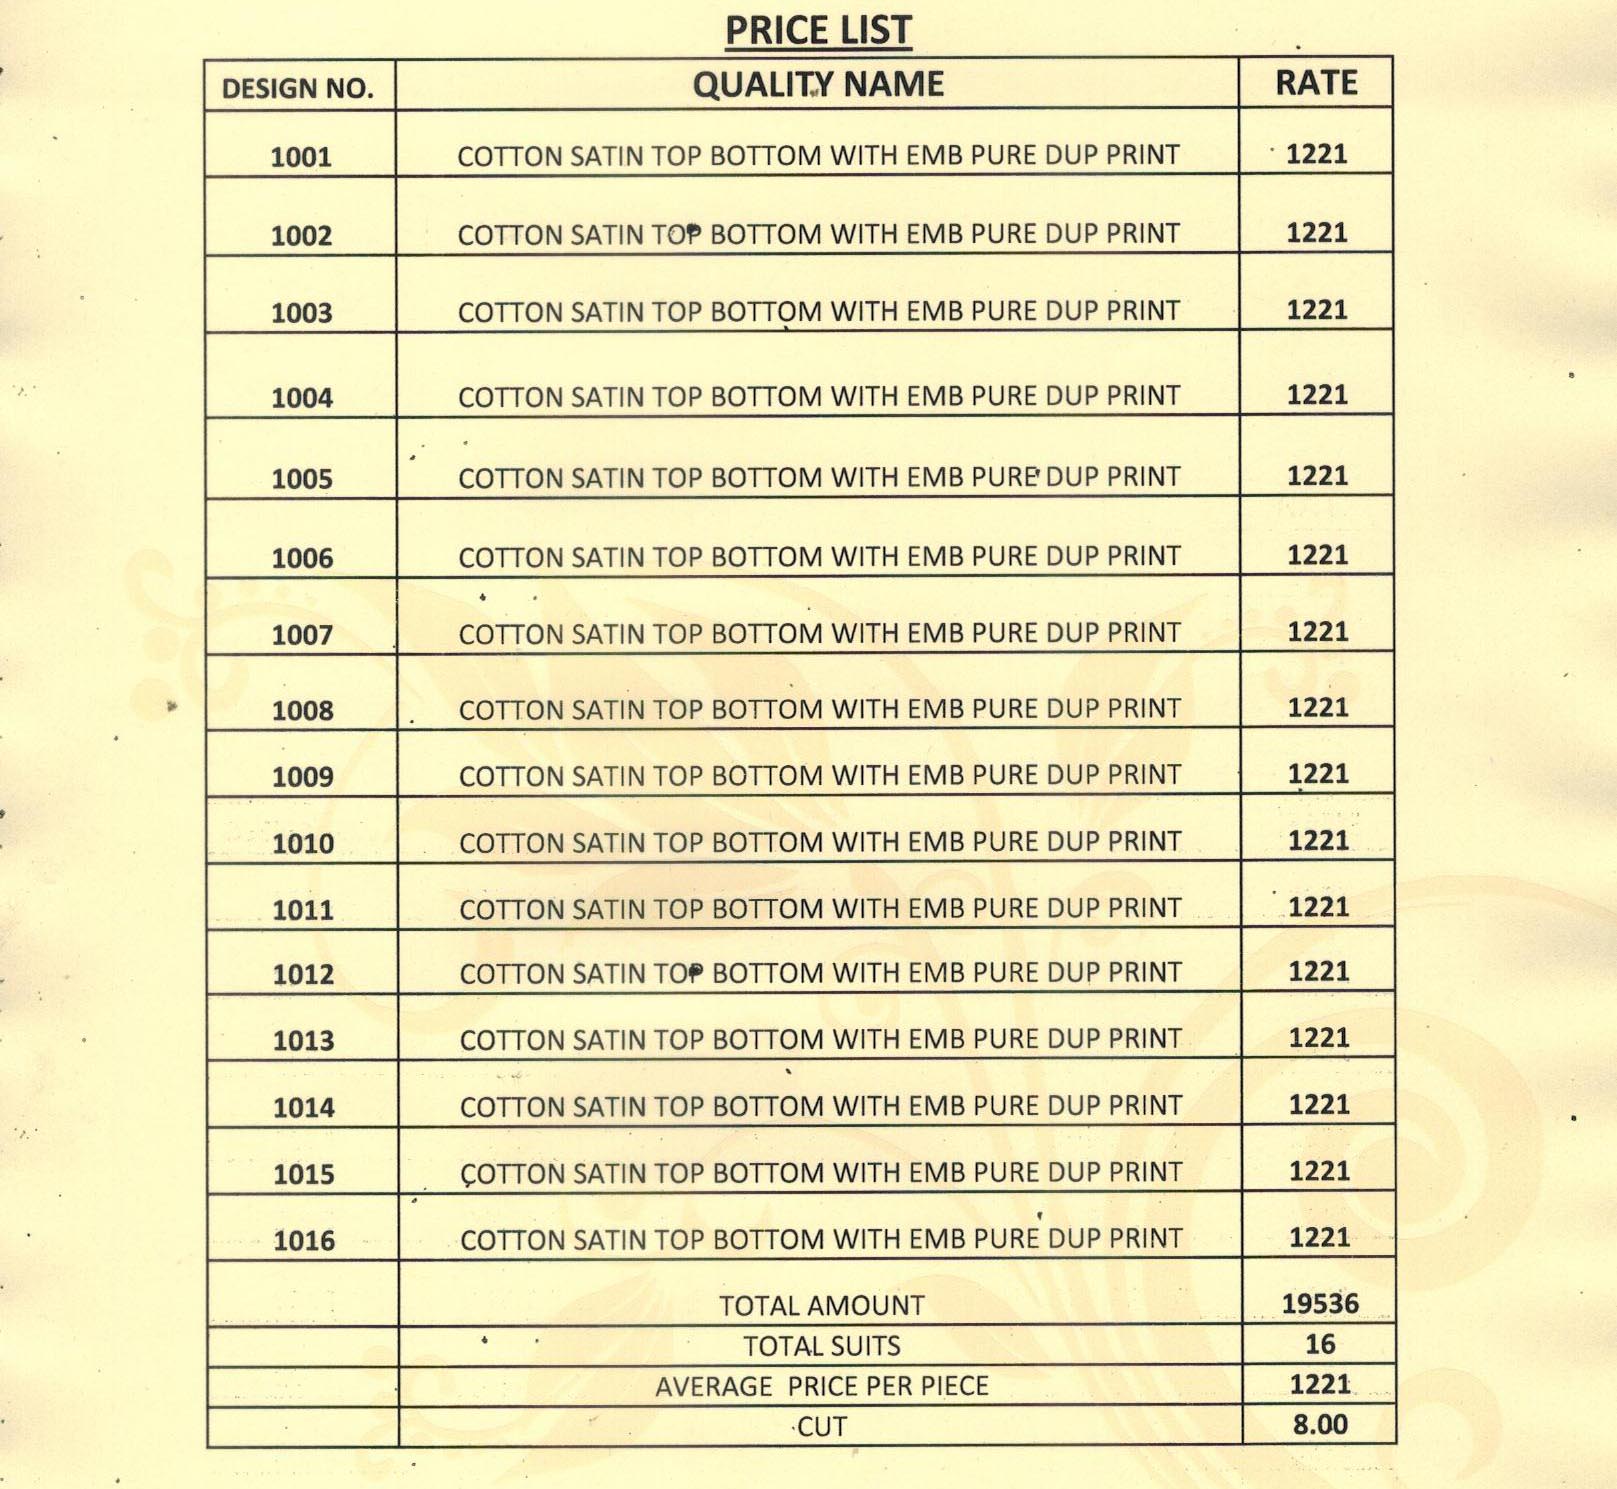 PRICE LIST
DESIGN NO. QUALITY NAME RATE
1001 COTTON SATIN TOP BOTTOM WITH EMB PURE DUP PRINT 1221
1002 COTTON SATIN TOP BOTTOM WITH EMB PURE DUP PRINT 1221
1003 COTTON SATIN TOP BOTTOM WITH EMB PURE DUP PRINT 1221
1004 COTTON SATIN TOP BOTTOM WITH EMB PURE DUP PRINT 1221
1005 COTTON SATIN TOP BOTTOM WITH EMB PURE DUP PRINT 1221
1006 COTTON SATIN TOP BOTTOM WITH EMB PURE DUP PRINT 1221
1007 COTTON SATIN TOP BOTTOM WITH EMB PURE DUP PRINT 1221
1008 COTTON SATIN TOP BOTTOM WITH EMB PURE DUP PRINT 1221
1009 COTTON SATIN TOP BOTTOM WITH EMB PURE DUP PRINT 1221
1010 COTTON SATIN TOP BOTTOM WITH EMB PURE DUP PRINT 1221
1011 COTTON SATIN TOP BOTTOM WITH EMB PURE DUP PRINT 1221
1012 COTTON SATIN TOP BOTTOM WITH EMB PURE DUP PRINT 1221
1013 COTTON SATIN TOP BOTTOM WITH EMB PURE DUP PRINT 1221
1014 COTTON SATIN TOP BOTTOM WITH EMB PURE DUP PRINT 1221
1015 COTTON SATIN TOP BOTTOM WITH EMB PURE DUP PRINT 1221
1016 COTTON SATIN TOP BOTTOM WITH EMB PURE DUP PRINT 1221
TOTAL AMOUNT 19536
TOTAL SUITS 16
AVERAGE PRICE PER PIECE 1221
CUT 8.00